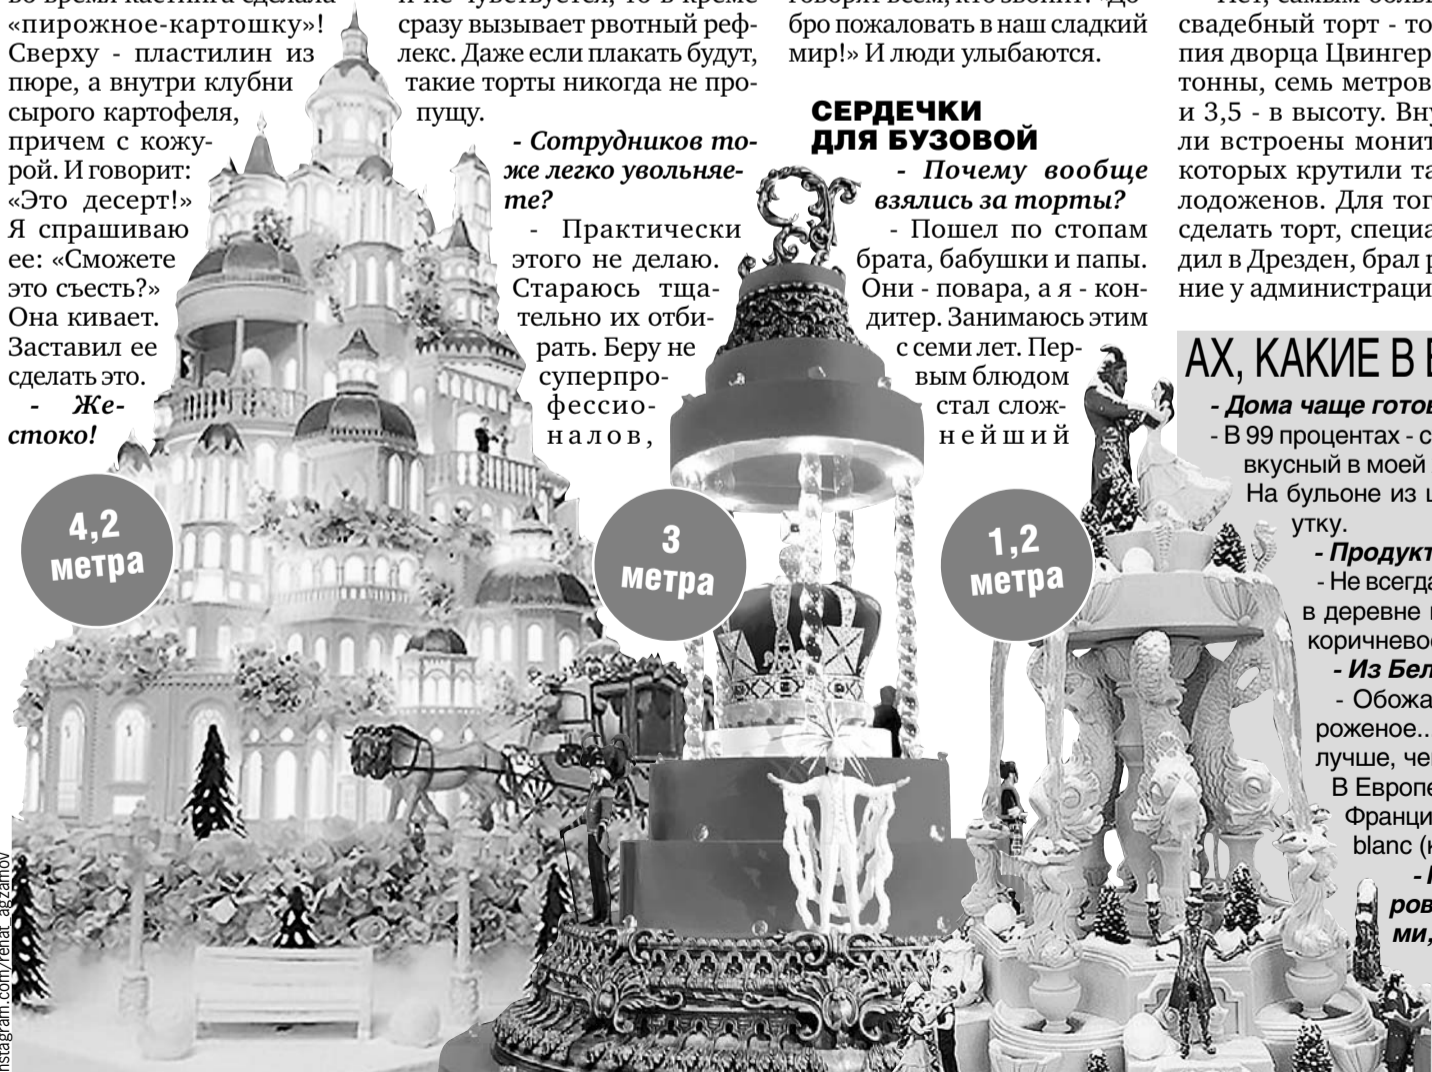 «пирожное-картошку»!
Сверху - пластилин из
пюре, а внутри клубни
сырого картофеля,
причем с кожу-
рой. И говорит:
«Это десерт!»
Я спрашиваю
ее: «Сможете
это съесть?»
Она кивает.
Заставил ее
сделать это.
- Же-
стоко!
сразу вызывает рвотный реф-
лекс. Даже если плакать будут,
такие торты никогда не про-
пущу.
- Сотрудников то-
же легко увольняе-
те?
- Практически
этого не делаю.
Стараюсь тща-
тельно их отби-
рать. Беру не
суперпро-
фессио-
налов,
бро пожаловать в наш сладкий
мир!» И люди улыбаются.
СЕРДЕЧКИ
ДЛЯ БУЗОВОЙ
- Почему вообще
взялись за торты?
- Пошел по стопам
брата, бабушки и папы.
Они - повара, а я - кон-
дитер. Занимаюсь этим
с семи лет. Пер-
вым блюдом
стал слож-
нейший
свадебный торт - то
пия дворца Цвингер
тонны, семь метров
и 3,5 - в высоту. Вну
ли встроены монит
которых крутили та
лодоженов. Для тог
сделать торт, специа
дил в Дрезден, брал р
ние у администраци
АХ, КАКИЕ В
- Дома чаще готов
- В 99 процентах - с
вкусный в моей
На бульоне из
утку.
- Продукт
- Не всегда
в деревне
коричнево
- Из Бел
- Обожа
роженое..
лучше, че
В Европе
Франци
blanc (
ров
ми,
4,2
метра
3
метра
1,2
метра
nstagram.com/renat_agzamov